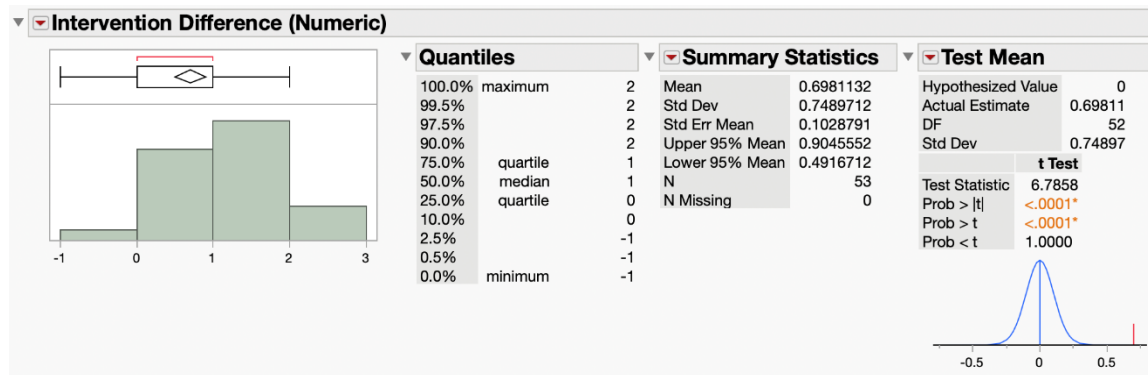 Intervention Difference (Numeric)
-1 0 1 2 3
Quantiles
100.0% maximum 2
99.5% 2
97.5% 2
90.0% 2
75.0% quartile 1
50.0% median 1
25.0% quartile 0
10.0% 0
2.5% -1
0.5% -1
0.0% minimum -1
Summary Statistics
Mean 0.6981132
Std Dev 0.7489712
Std Err Mean 0.1028791
Upper 95% Mean 0.9045552
Lower 95% Mean 0.4916712
N 53
N Missing 0
Test Mean
Hypothesized Value 0
Actual Estimate 0.69811
DF 52
Std Dev 0.74897
t Test
Test Statistic 6.7858
Prob > |t| <.0001*
Prob > t <.0001*
Prob < t 1.0000
-0.5 0 0.5